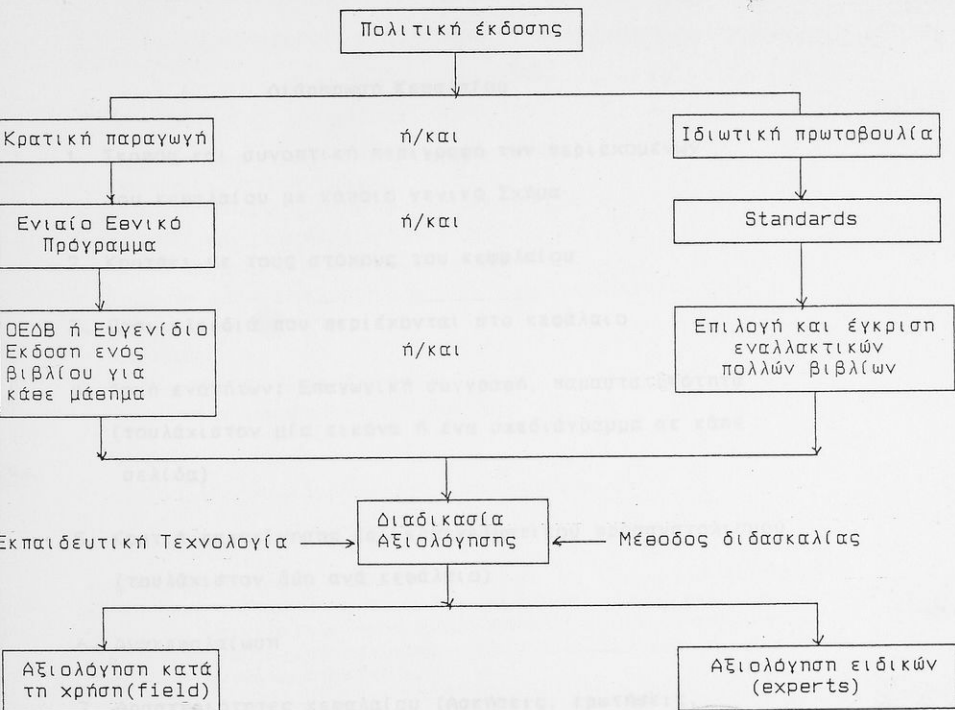 Πολιτική έκδοσης
Κρατική παραγωγή
ή/και
Ιδιωτική πρωτοβουλία
Ενιαίο Εθνικό
Πρόγραμμα
ή/και
Standards
ΟΕΔΒ ή Ευγενίδιο
Εκδοση ενός
βιβλίου για
κάθε μάθημα
ή/και
Επιλογή και έγκριση
εναλλακτικών
πολλών βιβλίων
Εκπαιδευτική Τεχνολογία
Διαδικασία
Αξιολόγησης
Μέθοδος διδασκαλίας
Αξιολόγηση κατά
τη χρήση(field)
Αξιολόγηση ειδικών
(experts)